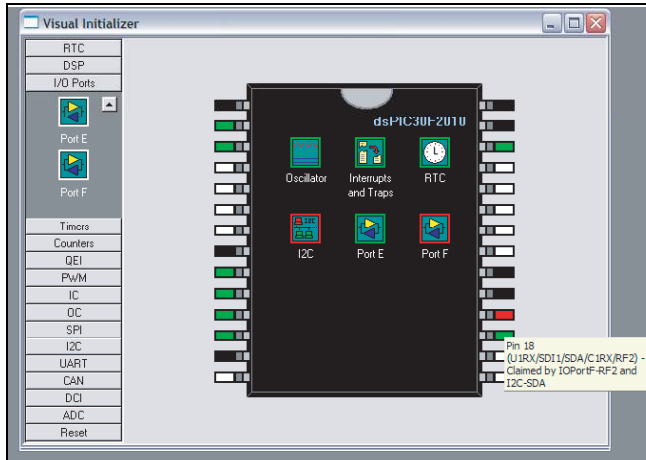 Visual Initializer
RTC
DSP
I/O Ports
Port E
Port F
Timers
Counters
QEI
PWM
IC
OC
SPI
I2C
UART
CAN
DCI
ADC
Reset
dsPIC30F2010
Oscillator
Interrupts
and Traps
RTC
I2C
Port E
Port F
Pin 18
(U1RX/SDI1/SDA/C1RX/RF2) -
Claimed by IOPortF-RF2 and
I2C-SDA